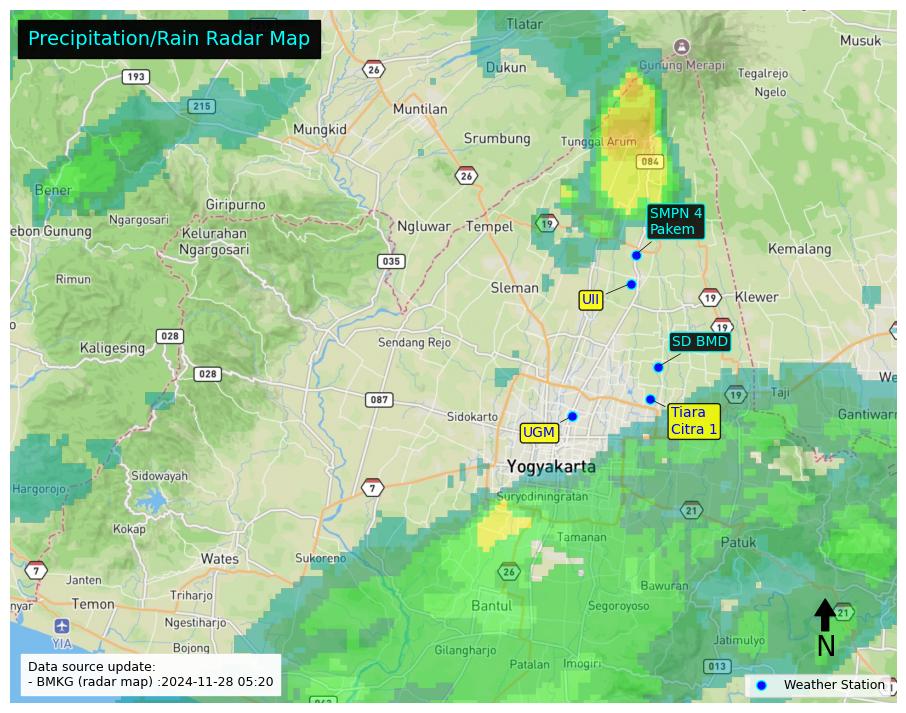 Precipitation/Rain Radar Map
Tlatar
Musuk
26
Gunung Merapi
Dukun
Tegalrejo
193
Ngelo
215
Muntilan
Mungkid
Srumbung
Tunggal Arum
084
26
Bener
Giripurno
SMPN 4
Pakem
Ngargosari
Ngluwar
Tempel
19
ebon Gunung
Kelurahan
Ngargosari
Kemalang
035
Rimun
Sleman
UII
19
Klewer
19
028
Sendang Rejo
SD BMD
Kaligesing
028
We
087
19
Taji
Sidokarto
Tiara
Citra 1
Gantiwarn
UGM
Yogyakarta
Sidowayah
Hargorojo
7
Suryodiningratan
21
Kokap
Tamanan
Patuk
Wates
Sukoreno
7
26
Janten
Bawuran
nyar
Temon
Triharjo
Bantul
Segoroyoso
21
Ngestiharjo
YIA
N
Bojong
Gilangharjo
Jatimulyo
Patalan
Imogiri
013
Data source update:
- BMKG (radar map) :2024-11-28 05:20
Weather Station